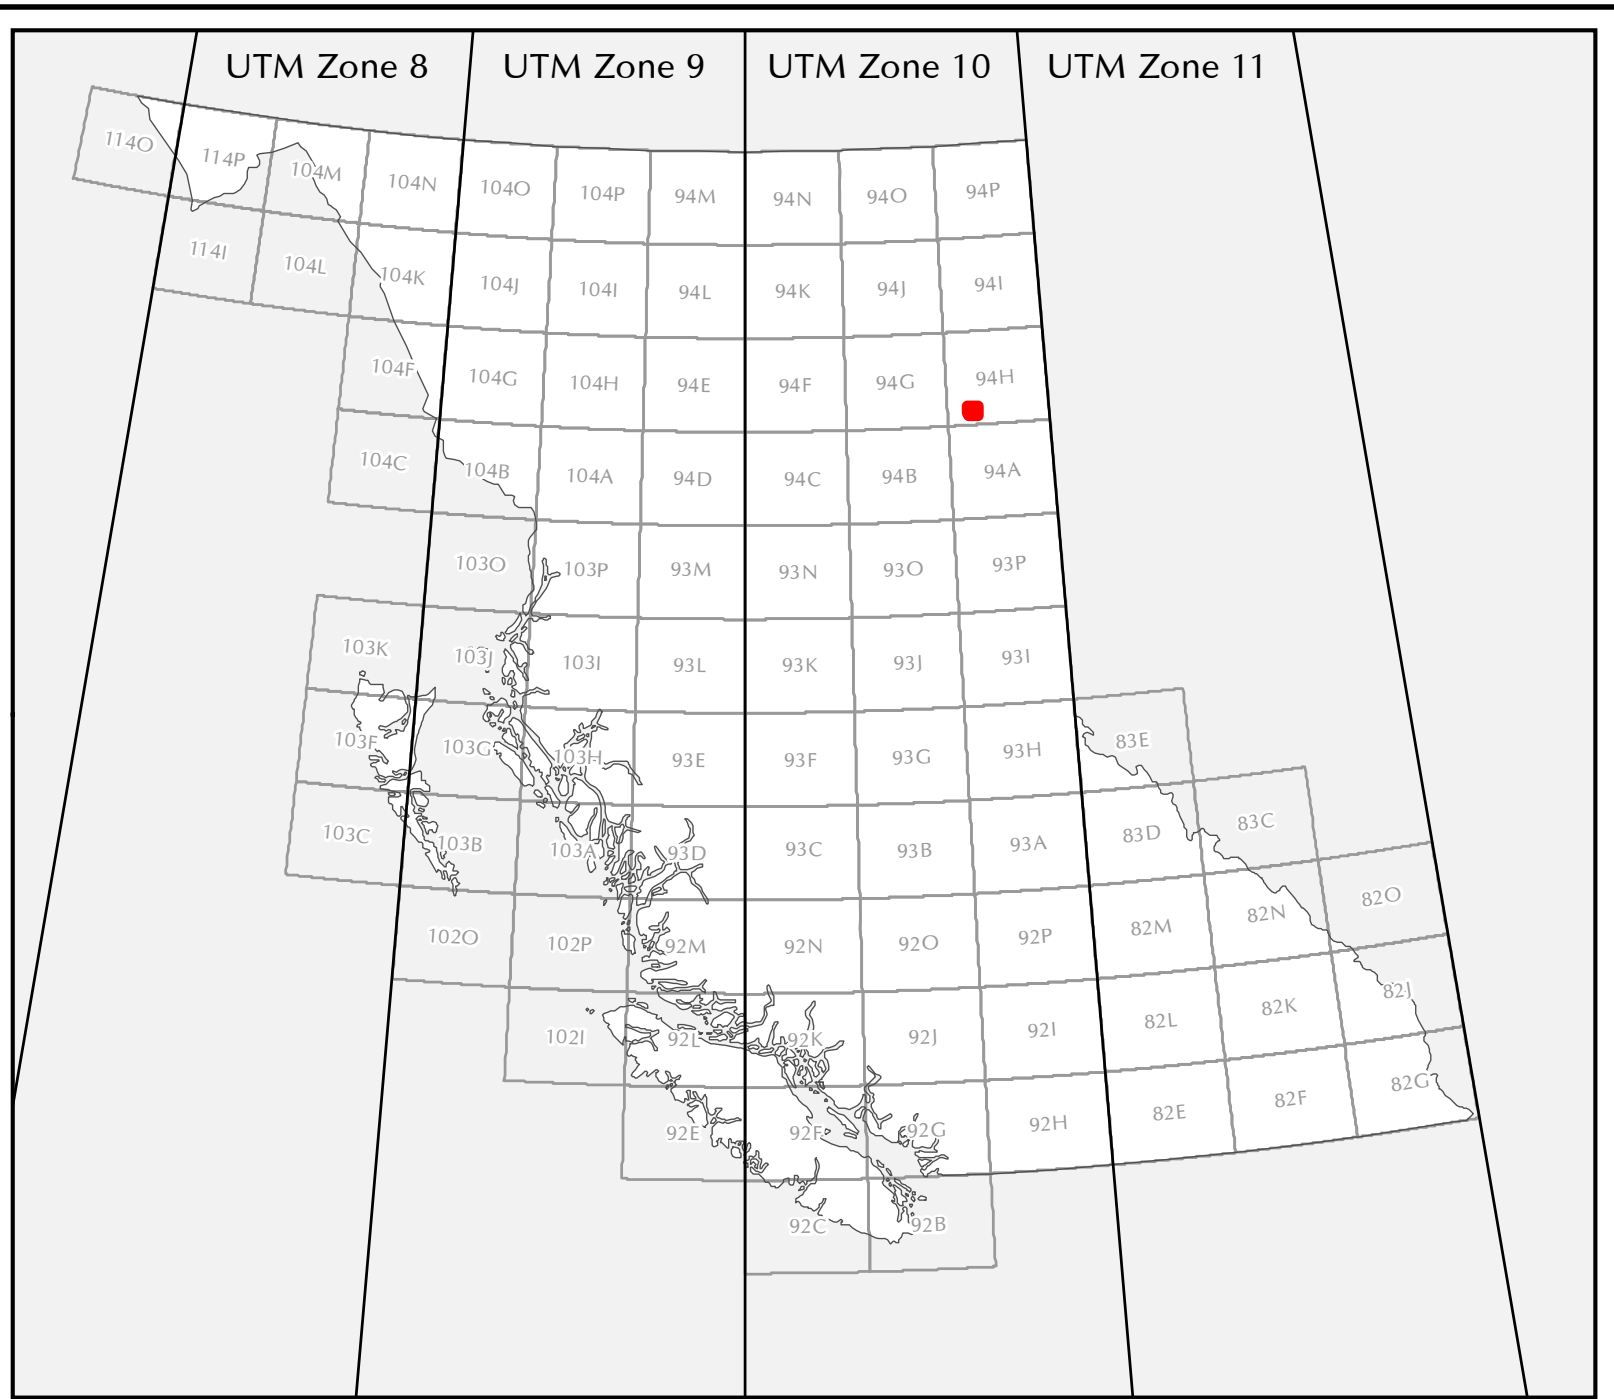 UTM Zone 8 UTM Zone 9 UTM Zone 10 UTM Zone 11
114O 114P 104M 104N 104O 104P 94M 94N 94O 94P
114I 104L 104K 104J 104I 94L 94K 94J 94I
104F 104G 104H 94E 94F 94G 94H
104C 104B 104A 94D 94C 94B 94A
103O 103P 93M 93N 93O 93P
103K 103J 103I 93L 93K 93J 93I
103F 103G 103H 93E 93F 93G 93H 83E
103C 103B 103A 93D 93C 93B 93A 83D 83C
102O 102P 92M 92N 92O 92P 82M 82N 82O
102I 92L 92K 92J 92I 82L 82K 82J
92E 92F 92G 92H 82E 82F 82G
92C 92B